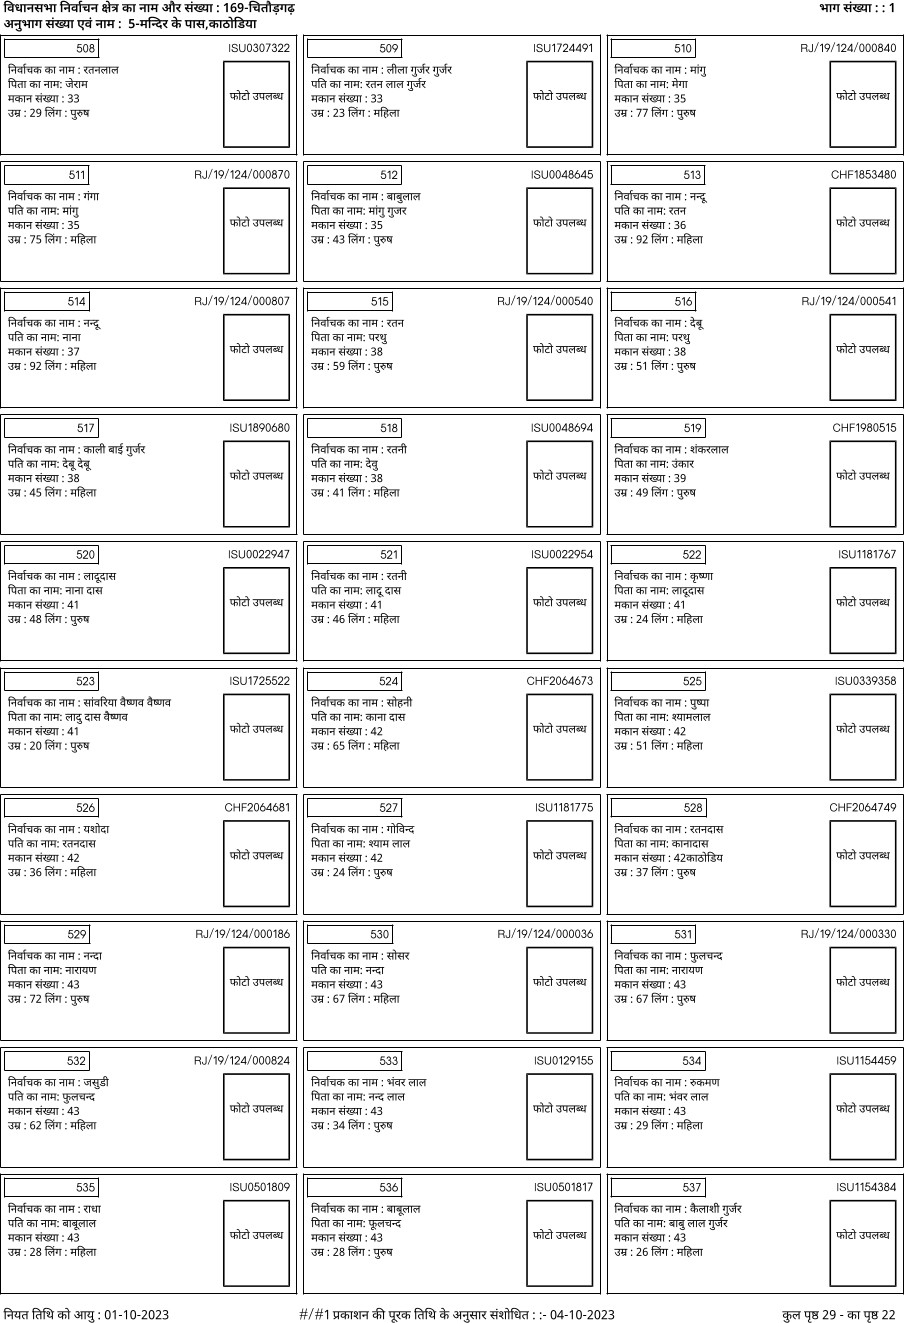 विधानसभा निर्वाचन क्षेत्र का नाम और संख्या : 169-चितौड़गढ़ भाग संख्या : : 1
अनुभाग संख्या एवं नाम : 5-मन्दिर के पास,काठोडिया
508 ISU0307322
निर्वाचक का नाम : रतनलाल
पिता का नाम: जेराम
मकान संख्या : 33
उम्र : 29 लिंग : पुरुष
फोटो उपलब्ध
509 ISU1724491
निर्वाचक का नाम : लीला गुर्जर गुर्जर
पति का नाम: रतन लाल गुर्जर
मकान संख्या : 33
उम्र : 23 लिंग : महिला
फोटो उपलब्ध
510 RJ/19/124/000840
निर्वाचक का नाम : मांगु
पिता का नाम: मेगा
मकान संख्या : 35
उम्र : 77 लिंग : पुरुष
फोटो उपलब्ध
511 RJ/19/124/000870
निर्वाचक का नाम : गंगा
पति का नाम: मांगु
मकान संख्या : 35
उम्र : 75 लिंग : महिला
फोटो उपलब्ध
512 ISU0048645
निर्वाचक का नाम : बाबुलाल
पिता का नाम: मांगु गुजर
मकान संख्या : 35
उम्र : 43 लिंग : पुरुष
फोटो उपलब्ध
513 CHF1853480
निर्वाचक का नाम : नन्दू
पति का नाम: रतन
मकान संख्या : 36
उम्र : 92 लिंग : महिला
फोटो उपलब्ध
514 RJ/19/124/000807
निर्वाचक का नाम : नन्दू
पति का नाम: नाना
मकान संख्या : 37
उम्र : 92 लिंग : महिला
फोटो उपलब्ध
515 RJ/19/124/000540
निर्वाचक का नाम : रतन
पिता का नाम: परथु
मकान संख्या : 38
उम्र : 59 लिंग : पुरुष
फोटो उपलब्ध
516 RJ/19/124/000541
निर्वाचक का नाम : देबू
पिता का नाम: परथु
मकान संख्या : 38
उम्र : 51 लिंग : पुरुष
फोटो उपलब्ध
517 ISU1890680
निर्वाचक का नाम : काली बाई गुर्जर
पति का नाम: देबू देबू
मकान संख्या : 38
उम्र : 45 लिंग : महिला
फोटो उपलब्ध
518 ISU0048694
निर्वाचक का नाम : रतनी
पति का नाम: देवु
मकान संख्या : 38
उम्र : 41 लिंग : महिला
फोटो उपलब्ध
519 CHF1980515
निर्वाचक का नाम : शंकरलाल
पिता का नाम: उंकार
मकान संख्या : 39
उम्र : 49 लिंग : पुरुष
फोटो उपलब्ध
520 ISU0022947
निर्वाचक का नाम : लादूदास
पिता का नाम: नाना दास
मकान संख्या : 41
उम्र : 48 लिंग : पुरुष
फोटो उपलब्ध
521 ISU0022954
निर्वाचक का नाम : रतनी
पति का नाम: लादू दास
मकान संख्या : 41
उम्र : 46 लिंग : महिला
फोटो उपलब्ध
522 ISU1181767
निर्वाचक का नाम : कृष्णा
पिता का नाम: लादूदास
मकान संख्या : 41
उम्र : 24 लिंग : महिला
फोटो उपलब्ध
523 ISU1725522
निर्वाचक का नाम : सांवरिया वैष्णव वैष्णव
पिता का नाम: लादु दास वैष्णव
मकान संख्या : 41
उम्र : 20 लिंग : पुरुष
फोटो उपलब्ध
524 CHF2064673
निर्वाचक का नाम : सोहनी
पति का नाम: काना दास
मकान संख्या : 42
उम्र : 65 लिंग : महिला
फोटो उपलब्ध
525 ISU0339358
निर्वाचक का नाम : पुष्पा
पिता का नाम: श्यामलाल
मकान संख्या : 42
उम्र : 51 लिंग : महिला
फोटो उपलब्ध
526 CHF2064681
निर्वाचक का नाम : यशोदा
पति का नाम: रतनदास
मकान संख्या : 42
उम्र : 36 लिंग : महिला
फोटो उपलब्ध
527 ISU1181775
निर्वाचक का नाम : गोविन्द
पिता का नाम: श्याम लाल
मकान संख्या : 42
उम्र : 24 लिंग : पुरुष
फोटो उपलब्ध
528 CHF2064749
निर्वाचक का नाम : रतनदास
पिता का नाम: कानादास
मकान संख्या : 42काठोडिय
उम्र : 37 लिंग : पुरुष
फोटो उपलब्ध
529 RJ/19/124/000186
निर्वाचक का नाम : नन्दा
पिता का नाम: नारायण
मकान संख्या : 43
उम्र : 72 लिंग : पुरुष
फोटो उपलब्ध
530 RJ/19/124/000036
निर्वाचक का नाम : सोसर
पति का नाम: नन्दा
मकान संख्या : 43
उम्र : 67 लिंग : महिला
फोटो उपलब्ध
531 RJ/19/124/000330
निर्वाचक का नाम : फुलचन्द
पिता का नाम: नारायण
मकान संख्या : 43
उम्र : 67 लिंग : पुरुष
फोटो उपलब्ध
532 RJ/19/124/000824
निर्वाचक का नाम : जसुडी
पति का नाम: फुलचन्द
मकान संख्या : 43
उम्र : 62 लिंग : महिला
फोटो उपलब्ध
533 ISU0129155
निर्वाचक का नाम : भंवर लाल
पिता का नाम: नन्द लाल
मकान संख्या : 43
उम्र : 34 लिंग : पुरुष
फोटो उपलब्ध
534 ISU1154459
निर्वाचक का नाम : रुकमण
पति का नाम: भंवर लाल
मकान संख्या : 43
उम्र : 29 लिंग : महिला
फोटो उपलब्ध
535 ISU0501809
निर्वाचक का नाम : राधा
पति का नाम: बाबूलाल
मकान संख्या : 43
उम्र : 28 लिंग : महिला
फोटो उपलब्ध
536 ISU0501817
निर्वाचक का नाम : बाबूलाल
पिता का नाम: फूलचन्द
मकान संख्या : 43
उम्र : 28 लिंग : पुरुष
फोटो उपलब्ध
537 ISU1154384
निर्वाचक का नाम : कैलाशी गुर्जर
पति का नाम: बाबु लाल गुर्जर
मकान संख्या : 43
उम्र : 26 लिंग : महिला
फोटो उपलब्ध
नियत तिथि को आयु : 01-10-2023 #/#1 प्रकाशन की पूरक तिथि के अनुसार संशोधित : :- 04-10-2023 कुल पृष्ठ 29 - का पृष्ठ 22